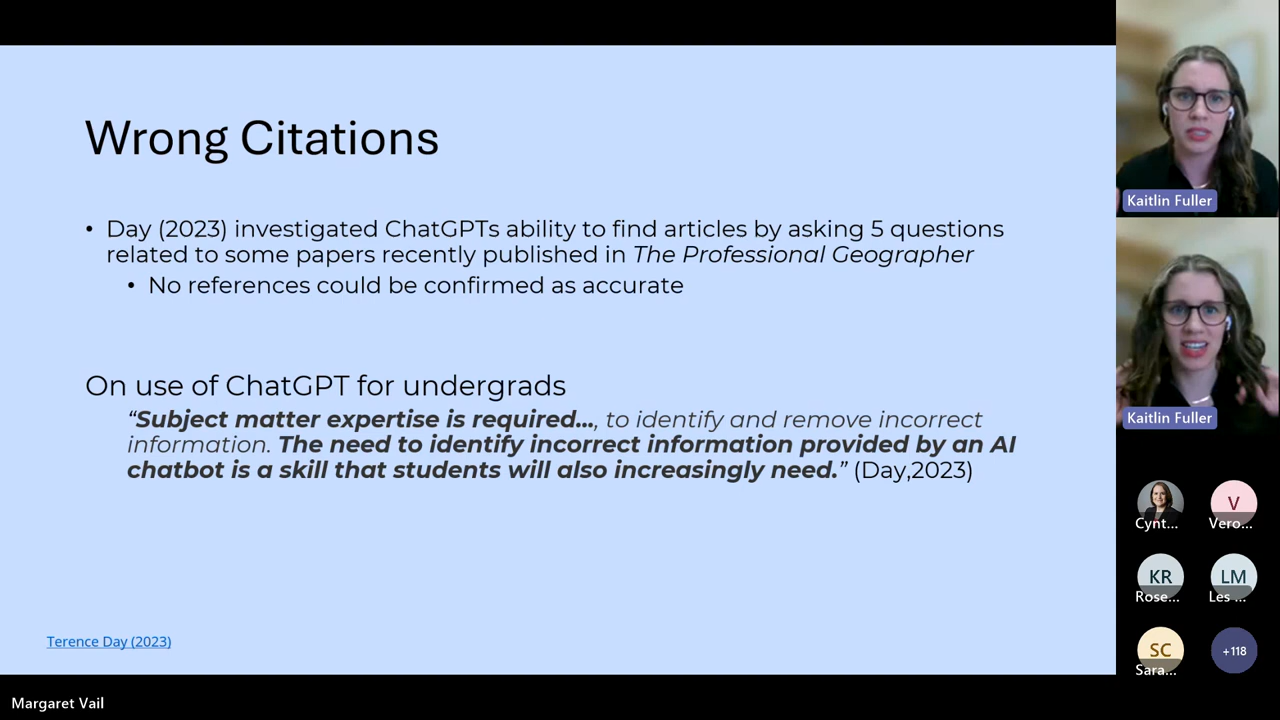 Wrong Citations
• Day (2023) investigated ChatGPTs ability to find articles by asking 5 questions
related to some papers recently published in The Professional Geographer
• No references could be confirmed as accurate
On use of ChatGPT for undergrads
“Subject matter expertise is required..., to identify and remove incorrect
information. The need to identify incorrect information provided by an AI
chatbot is a skill that students will also increasingly need.” (Day,2023)
Terence Day (2023)
Margaret Vail
Kaitlin Fuller
Kaitlin Fuller
Cynt...
V
Vero...
KR
Rose...
LM
Les ...
SC
Sara...
+118